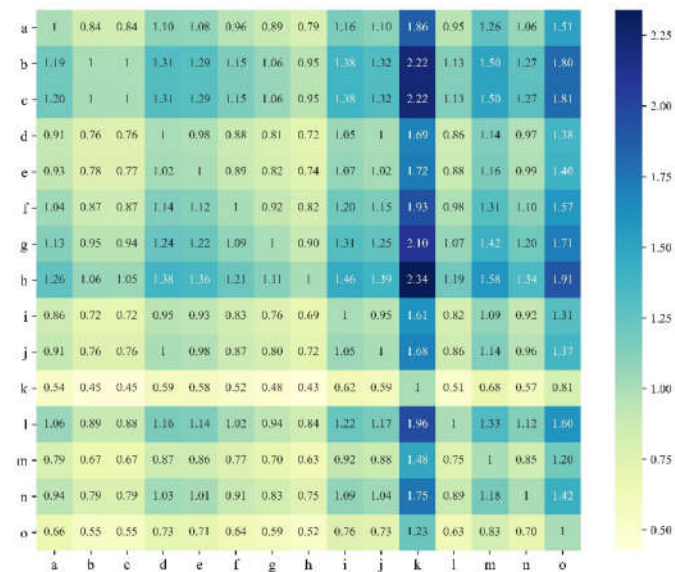 a 1 0.84 0.84 1.10 1.08 0.96 0.89 0.79 1.16 1.10 1.86 0.95 1.26 1.06 1.51
b 1.19 1 1 1.31 1.29 1.15 1.06 0.95 1.38 1.32 2.22 1.13 1.50 1.27 1.80
c 1.20 1 1 1.31 1.29 1.15 1.06 0.95 1.38 1.32 2.22 1.13 1.50 1.27 1.81
d 0.91 0.76 0.76 1 0.98 0.88 0.81 0.72 1.05 1 1.69 0.86 1.14 0.97 1.38
e 0.93 0.78 0.77 1.02 1 0.89 0.82 0.74 1.07 1.02 1.72 0.88 1.16 0.99 1.40
f 1.04 0.87 0.87 1.14 1.12 1 0.92 0.82 1.20 1.15 1.93 0.98 1.31 1.10 1.57
g 1.13 0.95 0.94 1.24 1.22 1.09 1 0.90 1.31 1.25 2.10 1.07 1.42 1.20 1.71
h 1.26 1.06 1.05 1.38 1.36 1.21 1.11 1 1.46 1.39 2.34 1.19 1.58 1.34 1.91
i 0.86 0.72 0.72 0.95 0.93 0.83 0.76 0.69 1 0.95 1.61 0.82 1.09 0.92 1.31
j 0.91 0.76 0.76 1 0.98 0.87 0.80 0.72 1.05 1 1.68 0.86 1.14 0.96 1.37
k 0.54 0.45 0.45 0.59 0.58 0.52 0.48 0.43 0.62 0.59 1 0.51 0.68 0.57 0.81
l 1.06 0.89 0.88 1.16 1.14 1.02 0.94 0.84 1.22 1.17 1.96 1 1.33 1.12 1.60
m 0.79 0.67 0.67 0.87 0.86 0.77 0.70 0.63 0.92 0.88 1.48 0.75 1 0.85 1.20
n 0.94 0.79 0.79 1.03 1.01 0.91 0.83 0.75 1.09 1.04 1.75 0.89 1.18 1 1.42
o 0.66 0.55 0.55 0.73 0.71 0.64 0.59 0.52 0.76 0.73 1.23 0.63 0.83 0.70 1
a b c d e f g h i j k l m n o
2.25
2.00
1.75
1.50
1.25
1.00
0.75
0.50